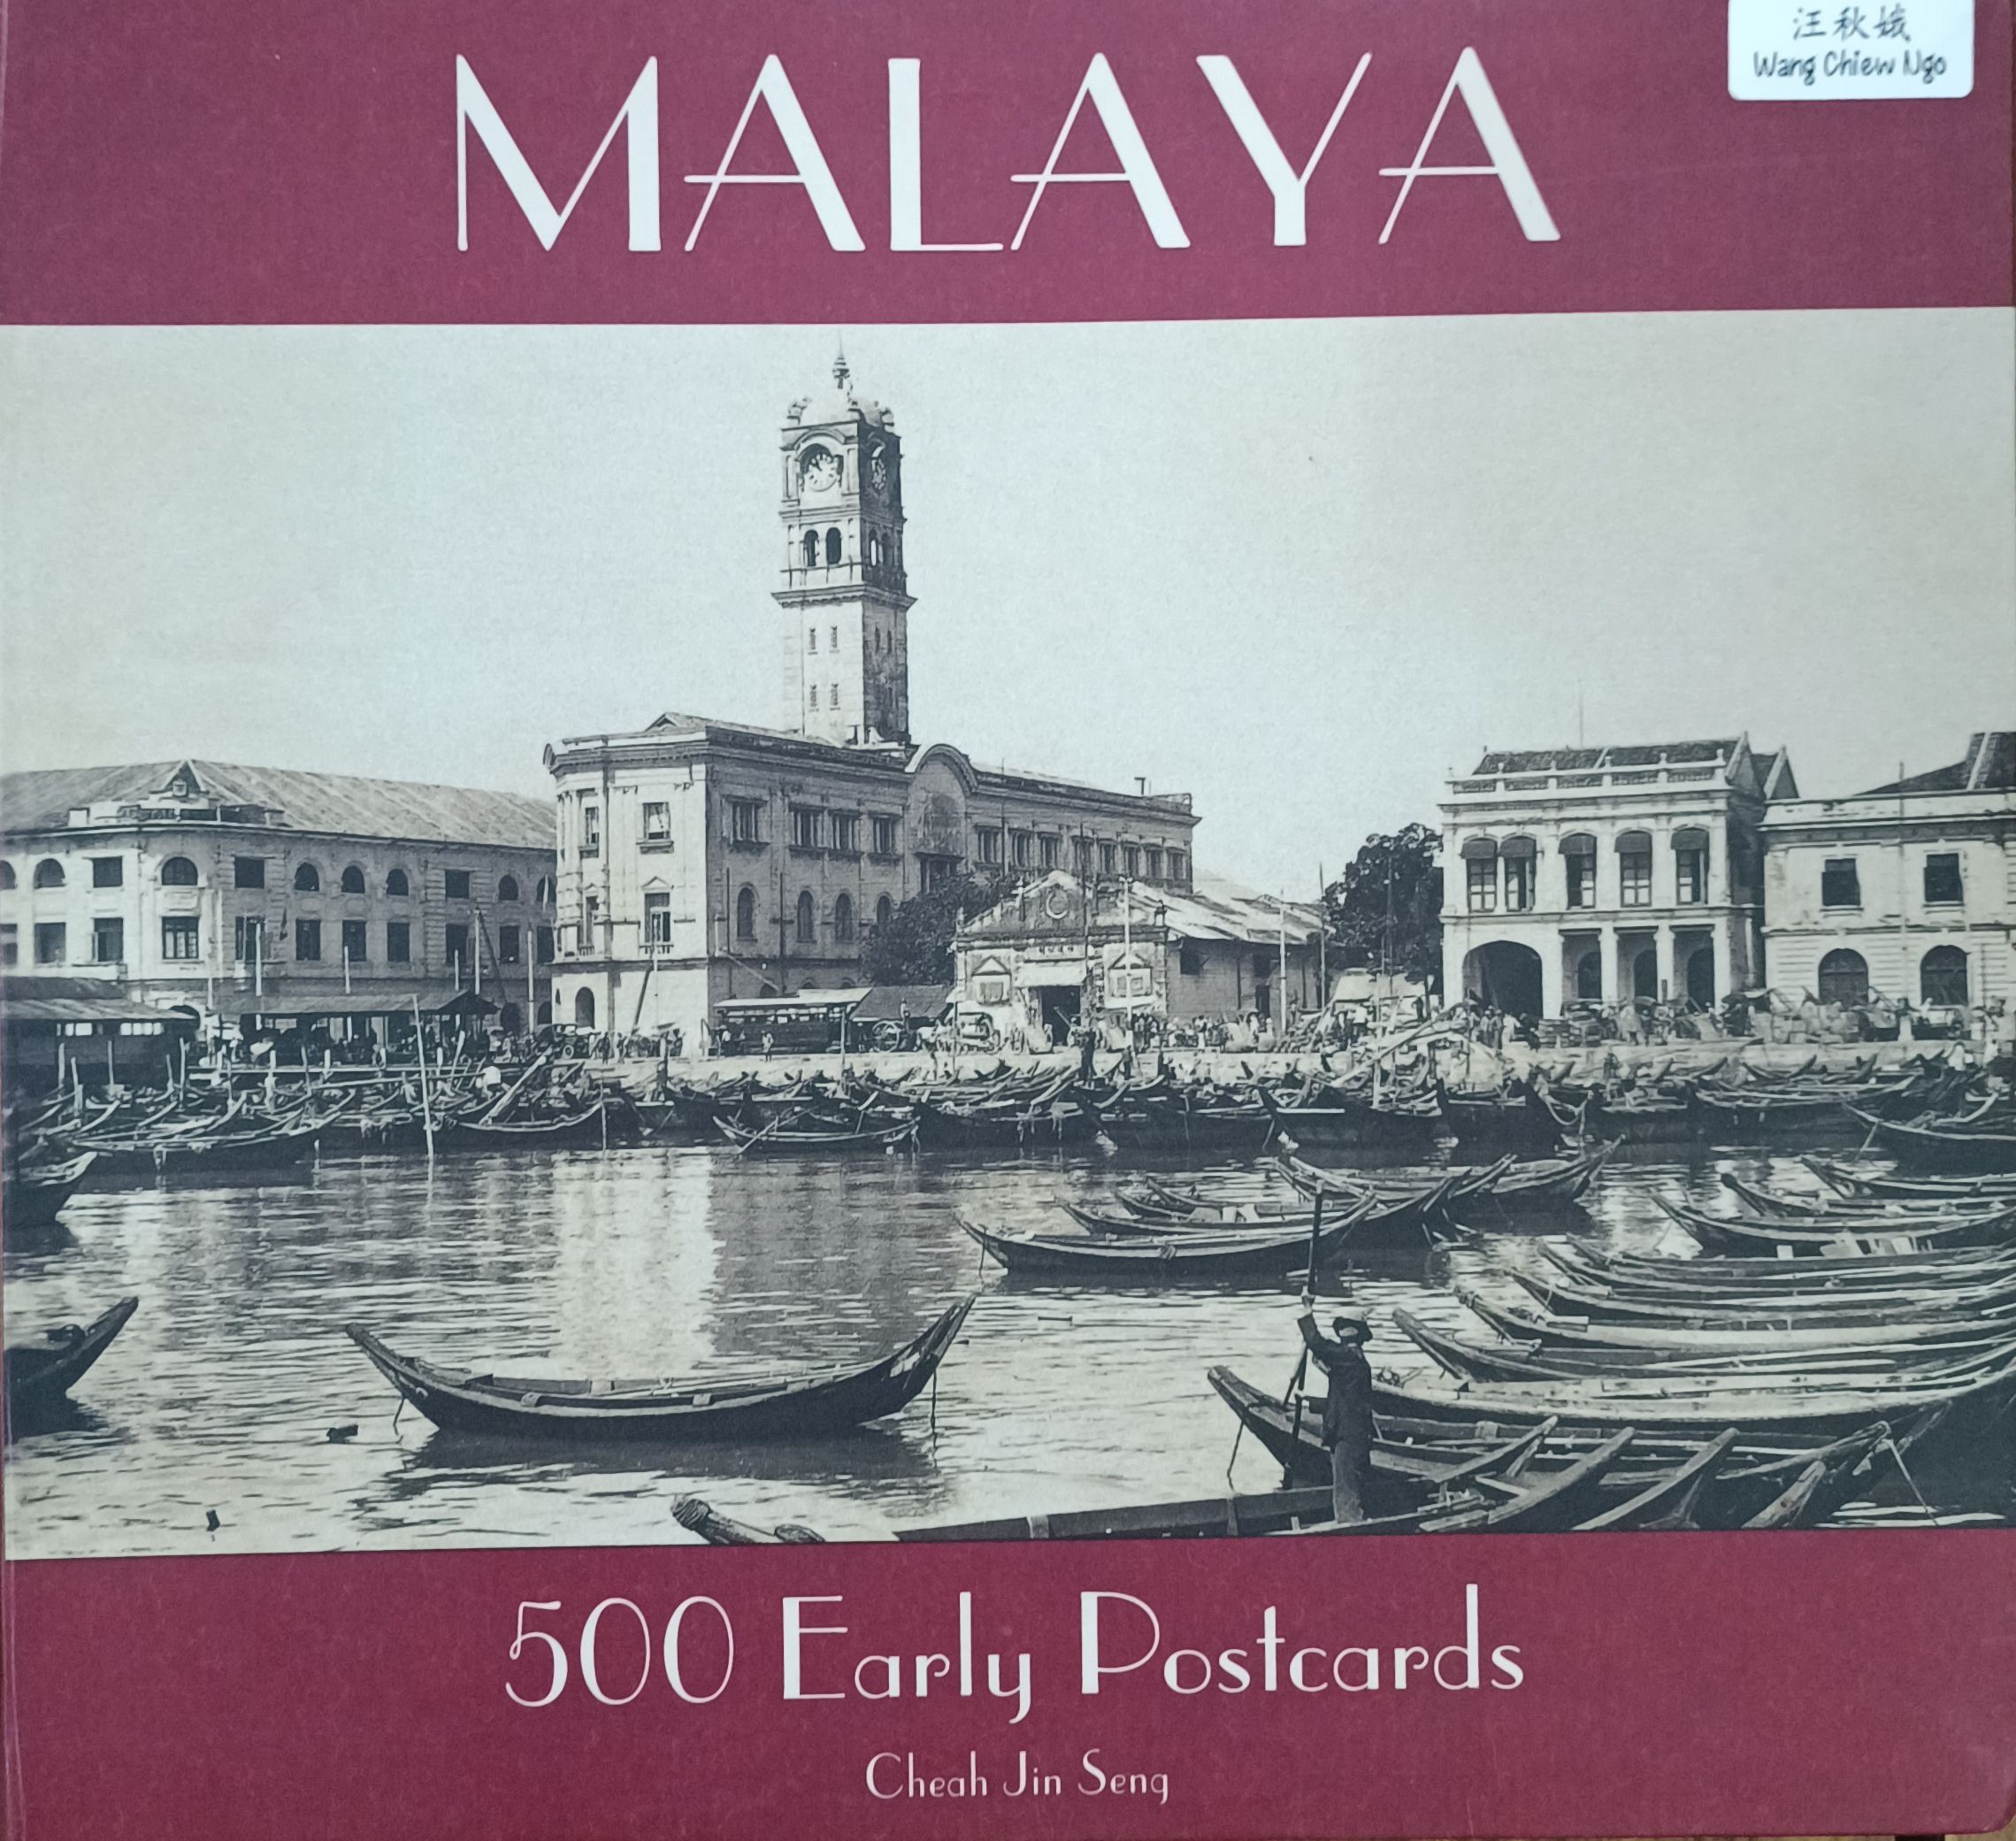 汪秋娥
Wang Chiew Ngo
MALAYA
500 Early Postcards
Cheah Jin Seng